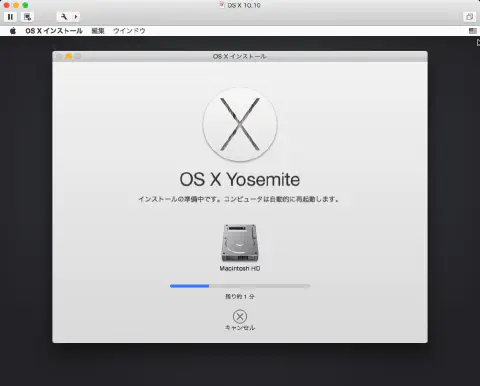 OS X 10.10
OS X インストール 編集 ウインドウ
OS X インストール
OS X Yosemite
インストールの準備中です。コンピュータは自動的に再起動します。
Macintosh HD
残り約 1 分
キャンセル